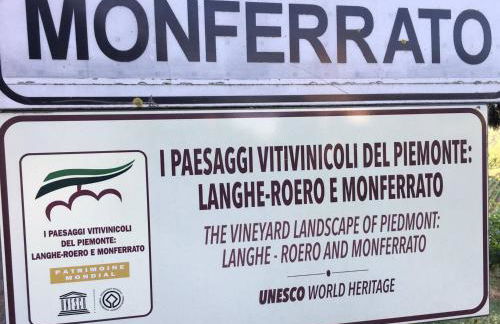 MONFERRATO
I PAESAGGI VITIVINICOLI DEL PIEMONTE:
LANGHE-ROERO E MONFERRATO
THE VINEYARD LANDSCAPE OF PIEDMONT:
LANGHE - ROERO AND MONFERRATO
UNESCO WORLD HERITAGE
I PAESAGGI VITIVINICOLI
DEL PIEMONTE:
LANGHE-ROERO E MONFERRATO
PATRIMOINE
MONDIAL